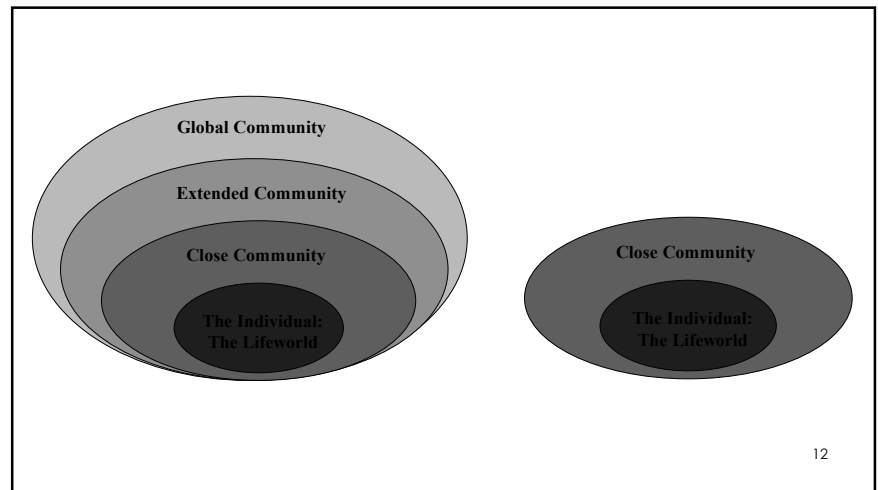 Global Community
Extended Community
Close Community
The Individual:
The Lifeworld
Close Community
The Individual:
The Lifeworld
12